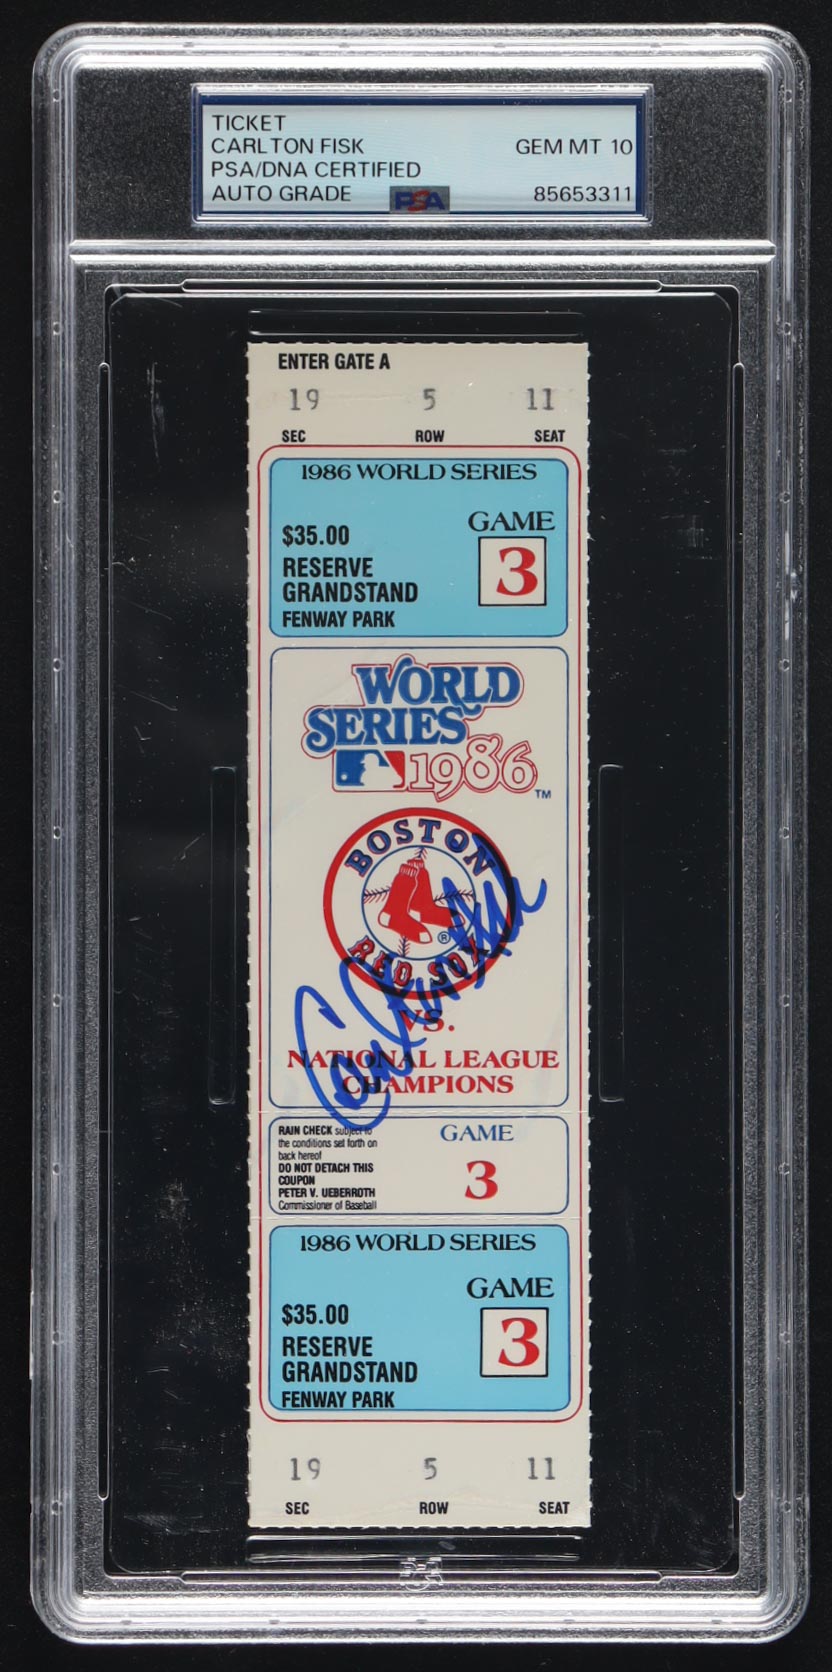 TICKET
CARLTON FISK GEM MT 10
PSA/DNA CERTIFIED
AUTO GRADE PSA 85653311
ENTER GATE A
19 5 11
SEC ROW SEAT
1986 WORLD SERIES
GAME
$35.00
3
RESERVE
GRANDSTAND
FENWAY PARK
WORLD
SERIES
1986 TM
BOSTON
®
RED SOX
Carlton Fisk
VS.
NATIONAL LEAGUE
CHAMPIONS
RAIN CHECK subject to
the conditions set forth on
back hereof
DO NOT DETACH THIS
COUPON
PETER V. UEBERROTH
Commissioner of Baseball
GAME
3
1986 WORLD SERIES
GAME
$35.00
3
RESERVE
GRANDSTAND
FENWAY PARK
19 5 11
SEC ROW SEAT